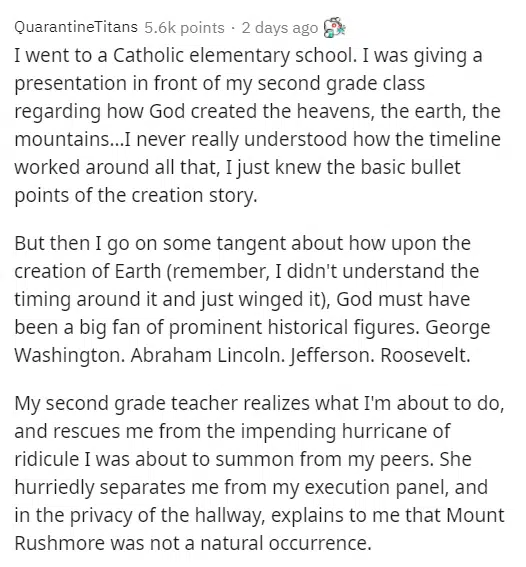 QuarantineTitans 5.6k points · 2 days ago
I went to a Catholic elementary school. I was giving a
presentation in front of my second grade class
regarding how God created the heavens, the earth, the
mountains...I never really understood how the timeline
worked around all that, I just knew the basic bullet
points of the creation story.
But then I go on some tangent about how upon the
creation of Earth (remember, I didn't understand the
timing around it and just winged it), God must have
been a big fan of prominent historical figures. George
Washington. Abraham Lincoln. Jefferson. Roosevelt.
My second grade teacher realizes what I'm about to do,
and rescues me from the impending hurricane of
ridicule I was about to summon from my peers. She
hurriedly separates me from my execution panel, and
in the privacy of the hallway, explains to me that Mount
Rushmore was not a natural occurrence.